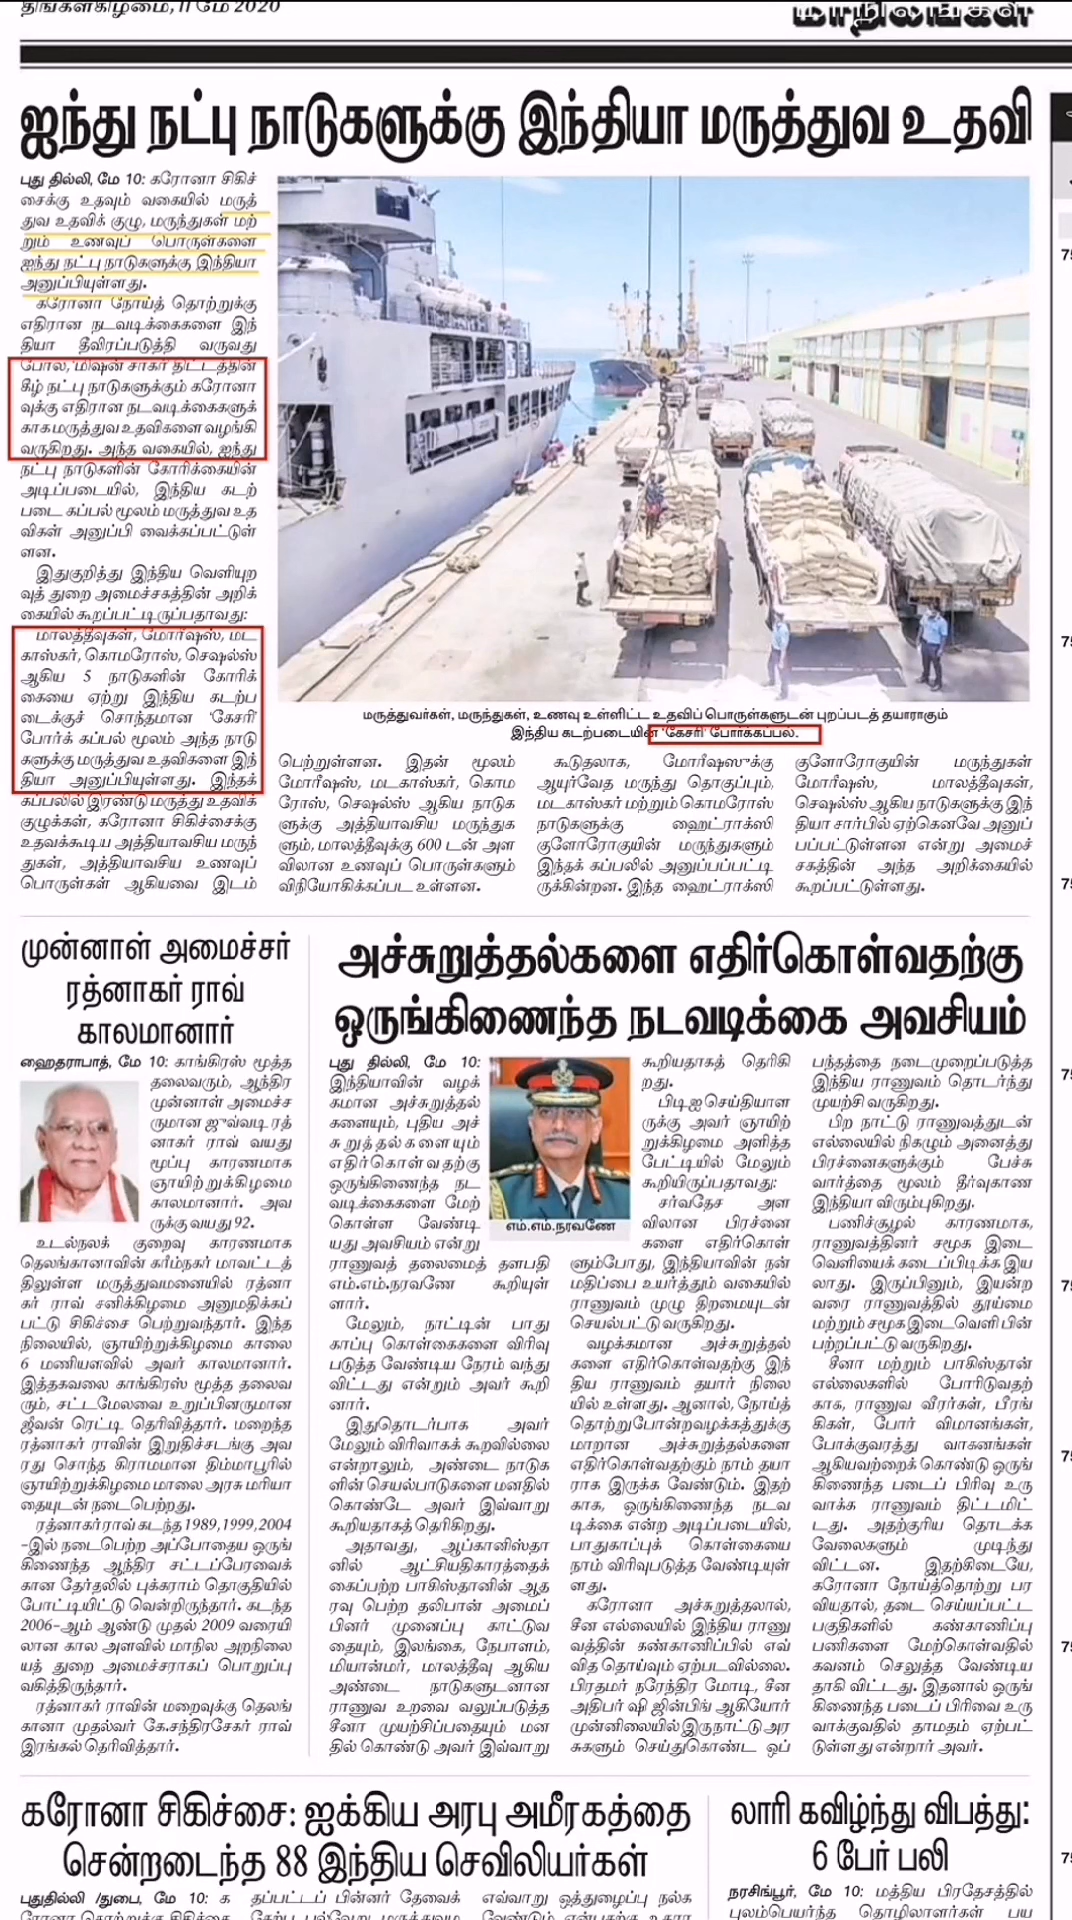 திங்கள்கிழமை, 11 மே 2020
மாநிலங்கள்
ஐந்து நட்பு நாடுகளுக்கு இந்தியா மருத்துவ உதவி
புது தில்லி, மே 10: கரோனா சிகிச்
சைக்கு உதவும் வகையில் மருத்
துவ உதவிக் குழு, மருந்துகள் மற்
றும் உணவுப் பொருள்களை
ஐந்து நட்பு நாடுகளுக்கு இந்தியா
அனுப்பியுள்ளது.
கரோனா நோய்த் தொற்றுக்கு
எதிரான நடவடிக்கைகளை இந்
தியா தீவிரப்படுத்தி வருவது
போல, மிஷன் சாகர் திட்டத்தின்
கீழ் நட்பு நாடுகளுக்கும் கரோனா
வுக்கு எதிரான நடவடிக்கைகளுக்
காக மருத்துவ உதவிகளை வழங்கி
வருகிறது. அந்த வகையில், ஐந்து
நட்பு நாடுகளின் கோரிக்கையின்
அடிப்படையில், இந்திய கடற்
படை கப்பல் மூலம் மருத்துவ உத
விகள் அனுப்பி வைக்கப்பட்டுள்
ளன.
இதுகுறித்து இந்திய வெளியுற
வுத் துறை அமைச்சகத்தின் அறிக்
கையில் கூறப்பட்டிருப்பதாவது:
மாலத்தீவுகள், மோரீஷஸ், மட
காஸ்கர், கொமரோஸ், செஷல்ஸ்
ஆகிய 5 நாடுகளின் கோரிக்
கையை ஏற்று இந்திய கடற்ப
டைக்குச் சொந்தமான 'கேசரி'
போர்க் கப்பல் மூலம் அந்த நாடு
களுக்கு மருத்துவ உதவிகளை இந்
தியா அனுப்பியுள்ளது. இந்தக்
கப்பலில் இரண்டு மருத்து உதவிக்
குழுக்கள், கரோனா சிகிச்சைக்கு
உதவக்கூடிய அத்தியாவசிய மருந்
துகள், அத்தியாவசிய உணவுப்
பொருள்கள் ஆகியவை இடம்
மருத்துவர்கள், மருந்துகள், உணவு உள்ளிட்ட உதவிப் பொருள்களுடன் புறப்படத் தயாராகும்
இந்திய கடற்படையின் 'கேசரி' போர்க்கப்பல்.
பெற்றுள்ளன. இதன் மூலம்
மோரீஷஸ், மடகாஸ்கர், கொம
ரோஸ், செஷல்ஸ் ஆகிய நாடுக
ளுக்கு அத்தியாவசிய மருந்துக
ளும், மாலத்தீவுக்கு 600 டன் அள
விலான உணவுப் பொருள்களும்
விநியோகிக்கப்பட உள்ளன.
கூடுதலாக, மோரீஷஸுக்கு
ஆயுர்வேத மருந்து தொகுப்பும்,
மடகாஸ்கர் மற்றும் கொமரோஸ்
நாடுகளுக்கு ஹைட்ராக்ஸி
குளோரோகுயின் மருந்துகளும்
இந்தக் கப்பலில் அனுப்பப்பட்டி
ருக்கின்றன. இந்த ஹைட்ராக்ஸி
குளோரோகுயின் மருந்துகள்
மோரீஷஸ், மாலத்தீவுகள்,
செஷல்ஸ் ஆகிய நாடுகளுக்கு இந்
தியா சார்பில் ஏற்கெனவே அனுப்
பப்பட்டுள்ளன என்று அமைச்
சகத்தின் அந்த அறிக்கையில்
கூறப்பட்டுள்ளது.
முன்னாள் அமைச்சர்
ரத்னாகர் ராவ்
காலமானார்
ஹைதராபாத், மே 10: காங்கிரஸ் மூத்த
தலைவரும், ஆந்திர
முன்னாள் அமைச்ச
ருமான ஜுவ்வடி ரத்
னாகர் ராவ் வயது
மூப்பு காரணமாக
ஞாயிற்றுக்கிழமை
காலமானார். அவ
ருக்கு வயது 92.
உடல்நலக் குறைவு காரணமாக
தெலங்கானாவின் கரீம்நகர் மாவட்டத்
திலுள்ள மருத்துவமனையில் ரத்னா
கர் ராவ் சனிக்கிழமை அனுமதிக்கப்
பட்டு சிகிச்சை பெற்றுவந்தார். இந்த
நிலையில், ஞாயிற்றுக்கிழமை காலை
6 மணியளவில் அவர் காலமானார்.
இத்தகவலை காங்கிரஸ் மூத்த தலைவ
ரும், சட்டமேலவை உறுப்பினருமான
ஜீவன் ரெட்டி தெரிவித்தார். மறைந்த
ரத்னாகர் ராவின் இறுதிச்சடங்கு அவ
ரது சொந்த கிராமமான திம்மாபூரில்
ஞாயிற்றுக்கிழமை மாலை அரசு மரியா
தையுடன் நடைபெற்றது.
ரத்னாகர் ராவ் கடந்த 1989, 1999, 2004
-இல் நடைபெற்ற அப்போதைய ஒருங்
கிணைந்த ஆந்திர சட்டப்பேரவைக்
கான தேர்தலில் புக்காரம் தொகுதியில்
போட்டியிட்டு வென்றிருந்தார். கடந்த
2006-ஆம் ஆண்டு முதல் 2009 வரையி
லான கால அளவில் மாநில அறநிலை
யத் துறை அமைச்சராகப் பொறுப்பு
வகித்திருந்தார்.
ரத்னாகர் ராவின் மறைவுக்கு தெலங்
கானா முதல்வர் கே.சந்திரசேகர் ராவ்
இரங்கல் தெரிவித்தார்.
அச்சுறுத்தல்களை எதிர்கொள்வதற்கு
ஒருங்கிணைந்த நடவடிக்கை அவசியம்
புது தில்லி, மே 10:
இந்தியாவின் வழக்
கமான அச்சுறுத்தல்
களையும், புதிய அச்
சுறுத்தல்களையும்
எதிர்கொள்வதற்கு
ஒருங்கிணைந்த நட
வடிக்கைகளை மேற்
கொள்ள வேண்டி
யது அவசியம் என்று
ராணுவத் தலைமைத் தளபதி
எம்.எம்.நரவணே கூறியுள்
ளார்.
மேலும், நாட்டின் பாது
காப்பு கொள்கைகளை விரிவு
படுத்த வேண்டிய நேரம் வந்து
விட்டது என்றும் அவர் கூறி
னார்.
இதுதொடர்பாக அவர்
மேலும் விரிவாகக் கூறவில்லை
என்றாலும், அண்டை நாடுக
ளின் செயல்பாடுகளை மனதில்
கொண்டே அவர் இவ்வாறு
கூறியதாகத் தெரிகிறது.
அதாவது, ஆப்கானிஸ்தா
னில் ஆட்சியதிகாரத்தைக்
கைப்பற்ற பாகிஸ்தானின் ஆத
ரவு பெற்ற தலிபான் அமைப்
பினர் முனைப்பு காட்டுவ
தையும், இலங்கை, நேபாளம்,
மியான்மர், மாலத்தீவு ஆகிய
அண்டை நாடுகளுடனான
ராணுவ உறவை வலுப்படுத்த
சீனா முயற்சிப்பதையும் மன
தில் கொண்டு அவர் இவ்வாறு
எம்.எம்.நரவணே
கூறியதாகத் தெரிகி
றது.
பிடிஐ செய்தியாள
ருக்கு அவர் ஞாயிற்
றுக்கிழமை அளித்த
பேட்டியில் மேலும்
கூறியிருப்பதாவது:
சர்வதேச அள
விலான பிரச்னை
களை எதிர்கொள்
ளும்போது, இந்தியாவின் நன்
மதிப்பை உயர்த்தும் வகையில்
ராணுவம் முழு திறமையுடன்
செயல்பட்டு வருகிறது.
வழக்கமான அச்சுறுத்தல்
களை எதிர்கொள்வதற்கு இந்
திய ராணுவம் தயார் நிலை
யில் உள்ளது. ஆனால், நோய்த்
தொற்று போன்ற வழக்கத்துக்கு
மாறான அச்சுறுத்தல்களை
எதிர்கொள்வதற்கும் நாம் தயா
ராக இருக்க வேண்டும். இதற்
காக, ஒருங்கிணைந்த நடவ
டிக்கை என்ற அடிப்படையில்,
பாதுகாப்புக் கொள்கையை
நாம் விரிவுபடுத்த வேண்டியுள்
ளது.
கரோனா அச்சுறுத்தலால்,
சீன எல்லையில் இந்திய ராணு
வத்தின் கண்காணிப்பில் எவ்
வித தொய்வும் ஏற்படவில்லை.
பிரதமர் நரேந்திர மோடி, சீன
அதிபர் ஷி ஜின்பிங் ஆகியோர்
முன்னிலையில் இருநாட்டு அர
சுகளும் செய்துகொண்ட ஒப்
பந்தத்தை நடைமுறைப்படுத்த
இந்திய ராணுவம் தொடர்ந்து
முயற்சி வருகிறது.
பிற நாட்டு ராணுவத்துடன்
எல்லையில் நிகழும் அனைத்து
பிரச்னைகளுக்கும் பேச்சு
வார்த்தை மூலம் தீர்வுகாண
இந்தியா விரும்புகிறது.
பணிச்சூழல் காரணமாக,
ராணுவத்தினர் சமூக இடை
வெளியைக் கடைப்பிடிக்க இய
லாது. இருப்பினும், இயன்ற
வரை ராணுவத்தில் தூய்மை
மற்றும் சமூக இடைவெளி பின்
பற்றப்பட்டு வருகிறது.
சீனா மற்றும் பாகிஸ்தான்
எல்லைகளில் போரிடுவதற்
காக, ராணுவ வீரர்கள், பீரங்
கிகள், போர் விமானங்கள்,
போக்குவரத்து வாகனங்கள்
ஆகியவற்றைக் கொண்டு ஒருங்
கிணைந்த படைப் பிரிவு உரு
வாக்க ராணுவம் திட்டமிட்
டது. அதற்குரிய தொடக்க
வேலைகளும் முடிந்து
விட்டன. இதற்கிடையே,
கரோனா நோய்த்தொற்று பர
வியதால், தடை செய்யப்பட்ட
பகுதிகளில் கண்காணிப்பு
பணிகளை மேற்கொள்வதில்
கவனம் செலுத்த வேண்டிய
தாகி விட்டது. இதனால் ஒருங்
கிணைந்த படைப் பிரிவை உரு
வாக்குவதில் தாமதம் ஏற்பட்
டுள்ளது என்றார் அவர்.
கரோனா சிகிச்சை: ஐக்கிய அரபு அமீரகத்தை
சென்றடைந்த 88 இந்திய செவிலியர்கள்
புதுதில்லி /துபை, மே 10: க
ரோனா தொற்றுக்கு சிகிச்சை
தப்பட்டப் பின்னர் தேவைக்
கேற்ப பல்வேறு மருத்துவம
எவ்வாறு ஒத்துழைப்பு நல்க
வேண்டும் என்பதற்கு உதார
லாரி கவிழ்ந்து விபத்து:
6 பேர் பலி
நரசிங்பூர், மே 10: மத்திய பிரதேசத்தில்
புலம்பெயர்ந்த தொழிலாளர்கள் பய